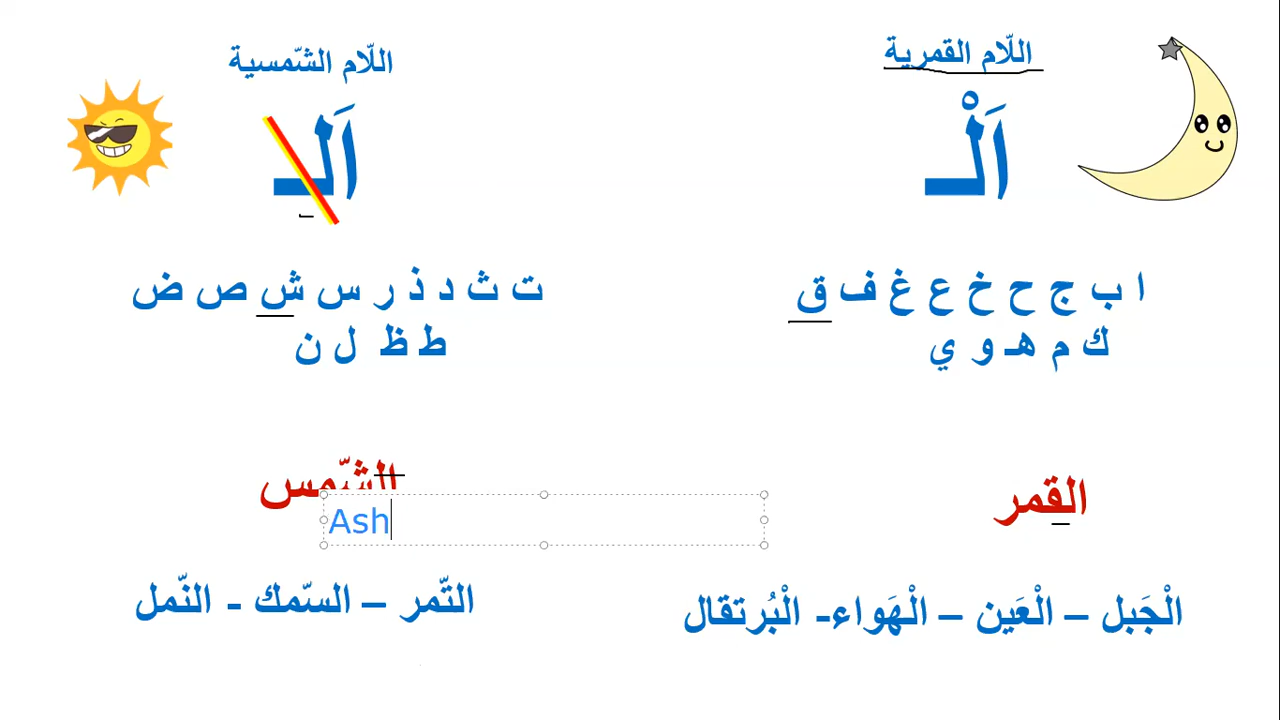 اللّام القمرية
اَلْـ
ا ب ج ح خ ع غ ف ق
ك م هـ و ي
القمر
الْجَبل – الْعَين – الْهَواء- الْبُرتقال
اللّام الشّمسية
اَلـ
ت ث د ذ ر س ش ص ض
ط ظ ل ن
الشّمس
Ash
التّمر – السّمك - النّمل